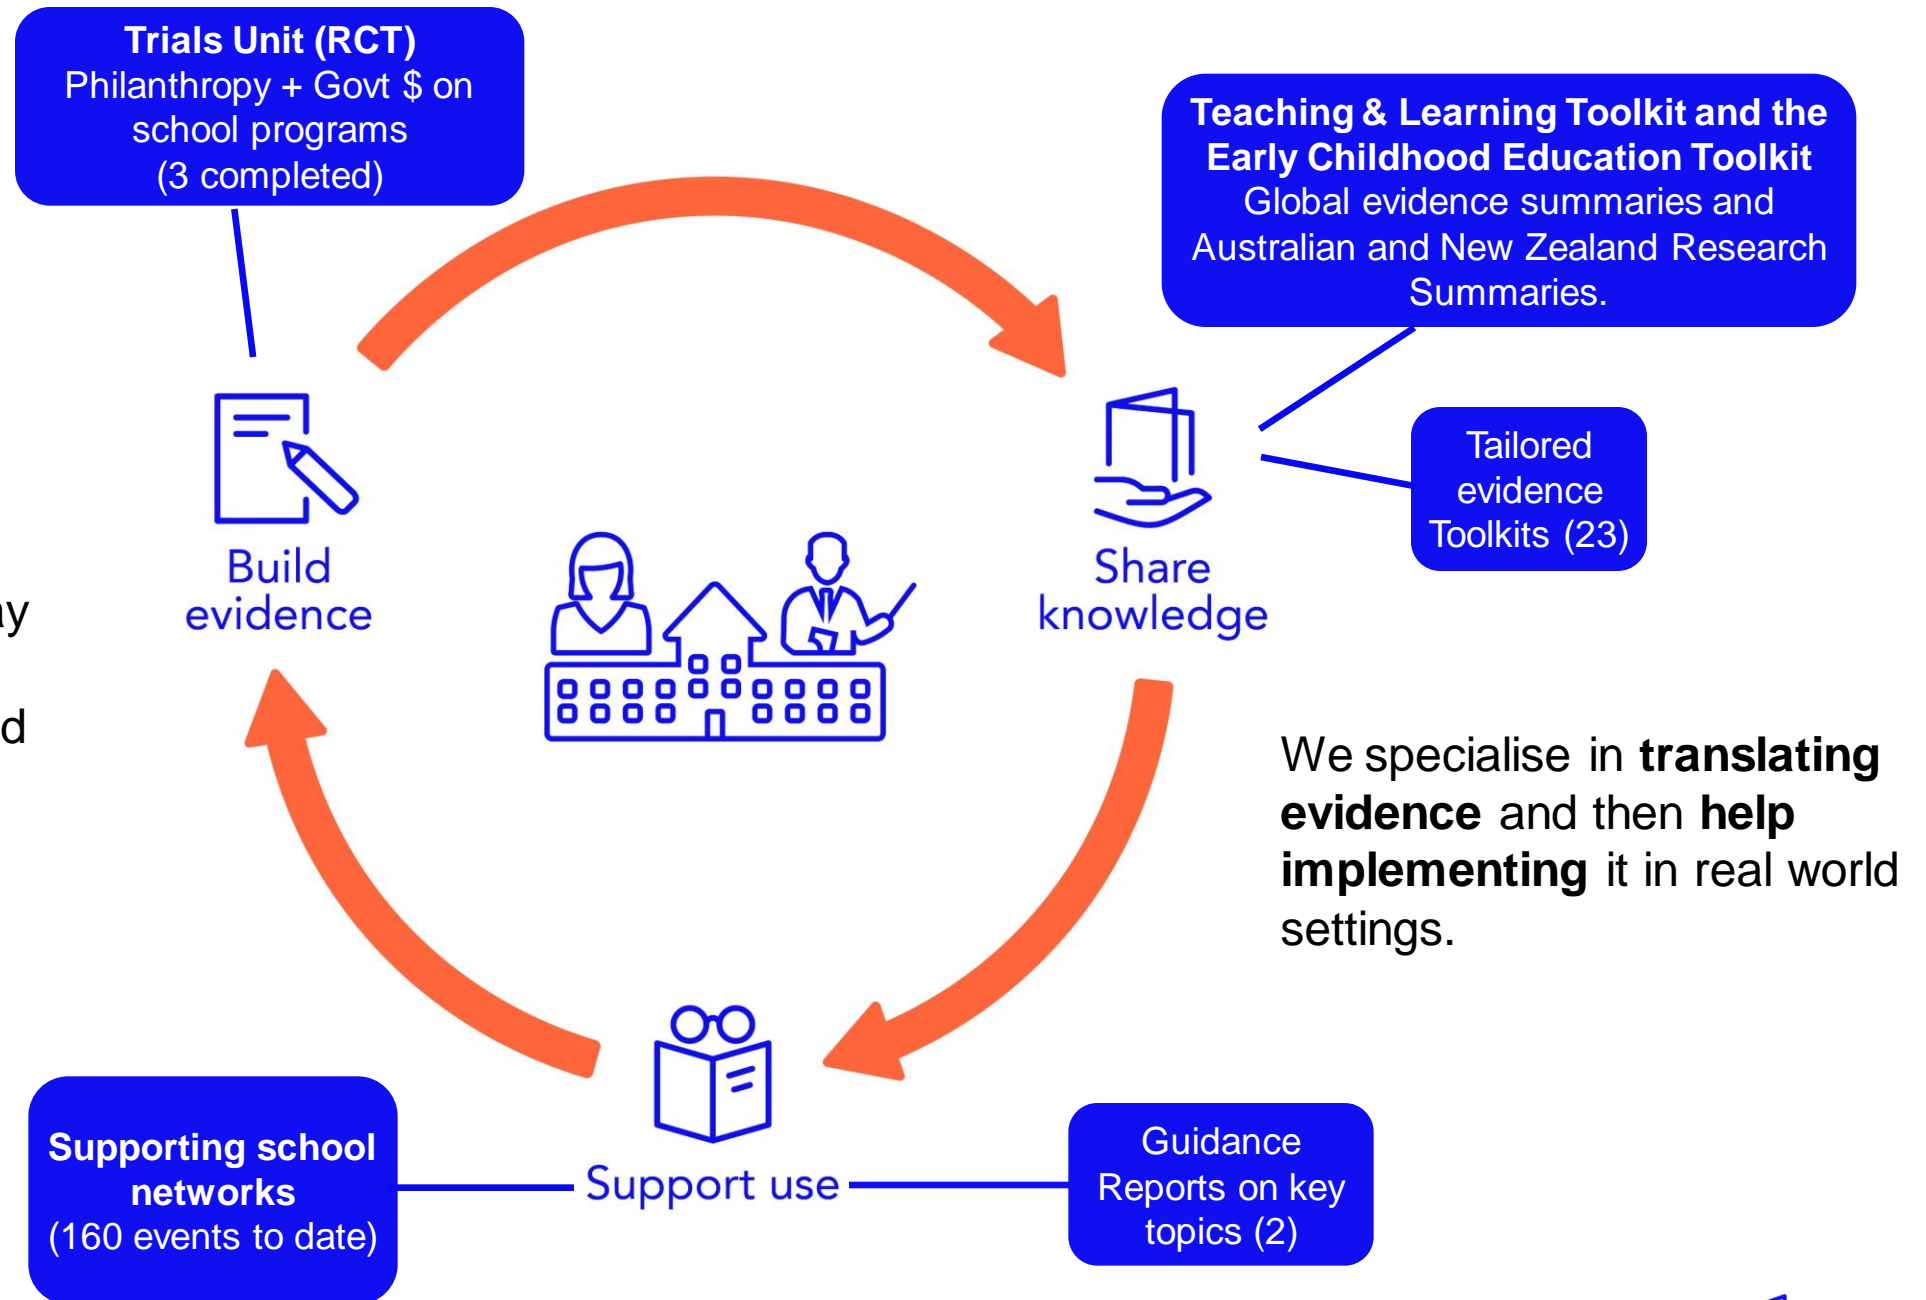 Trials Unit (RCT)
Philanthropy + Govt $ on
school programs
(3 completed)
Teaching & Learning Toolkit and the
Early Childhood Education Toolkit
Global evidence summaries and
Australian and New Zealand Research
Summaries.
Tailored
evidence
Toolkits (23)
Build
evidence
Share
knowledge
We specialise in translating
evidence and then help
implementing it in real world
settings.
Supporting school
networks
(160 events to date)
Support use
Guidance
Reports on key
topics (2)